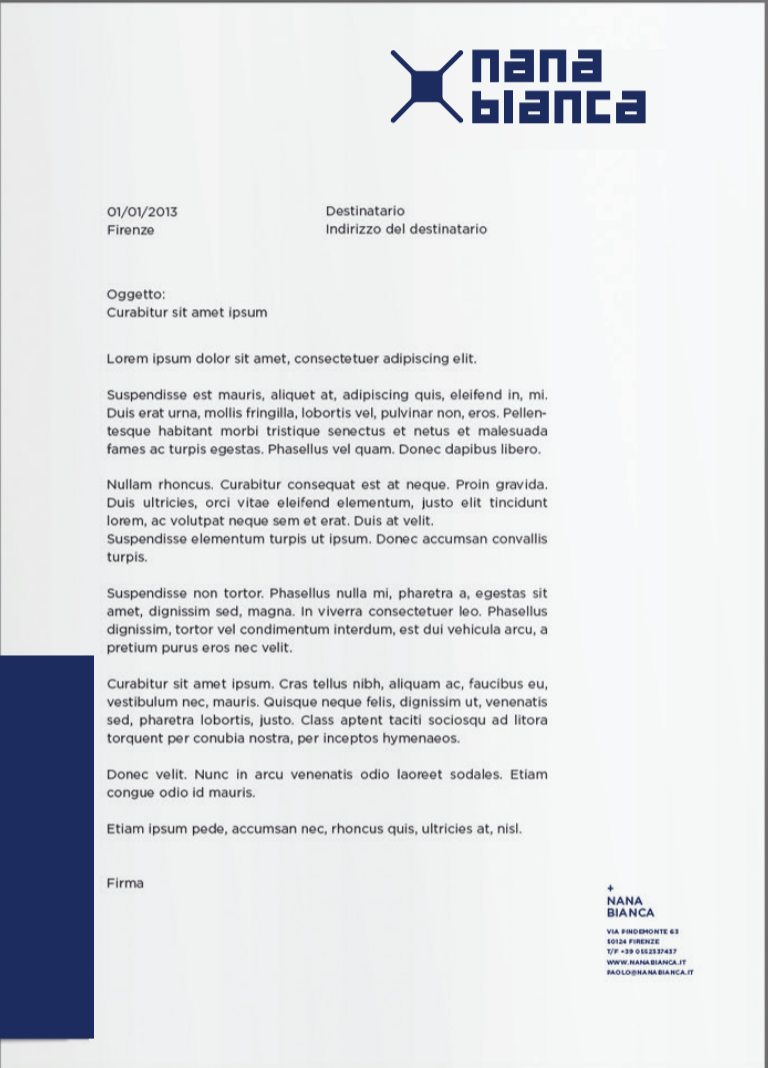 nana
bianca
01/01/2013
Firenze
Destinatario
Indirizzo del destinatario
Oggetto:
Curabitur sit amet ipsum
Lorem ipsum dolor sit amet, consectetuer adipiscing elit.
Suspendisse est mauris, aliquet at, adipiscing quis, eleifend in, mi.
Duis erat urna, mollis fringilla, lobortis vel, pulvinar non, eros. Pellen-
tesque habitant morbi tristique senectus et netus et malesuada
fames ac turpis egestas. Phasellus vel quam. Donec dapibus libero.
Nullam rhoncus. Curabitur consequat est at neque. Proin gravida.
Duis ultricies, orci vitae eleifend elementum, justo elit tincidunt
lorem, ac volutpat neque sem et erat. Duis at velit.
Suspendisse elementum turpis ut ipsum. Donec accumsan convallis
turpis.
Suspendisse non tortor. Phasellus nulla mi, pharetra a, egestas sit
amet, dignissim sed, magna. In viverra consectetuer leo. Phasellus
dignissim, tortor vel condimentum interdum, est dui vehicula arcu, a
pretium purus eros nec velit.
Curabitur sit amet ipsum. Cras tellus nibh, aliquam ac, faucibus eu,
vestibulum nec, mauris. Quisque neque felis, dignissim ut, venenatis
sed, pharetra lobortis, justo. Class aptent taciti sociosqu ad litora
torquent per conubia nostra, per inceptos hymenaeos.
Donec velit. Nunc in arcu venenatis odio laoreet sodales. Etiam
congue odio id mauris.
Etiam ipsum pede, accumsan nec, rhoncus quis, ultricies at, nisl.
Firma
+
NANA
BIANCA
VIA PINDEMONTE 63
50124 FIRENZE
T/F +39 0552337437
WWW.NANABIANCA.IT
PAOLO@NANABIANCA.IT